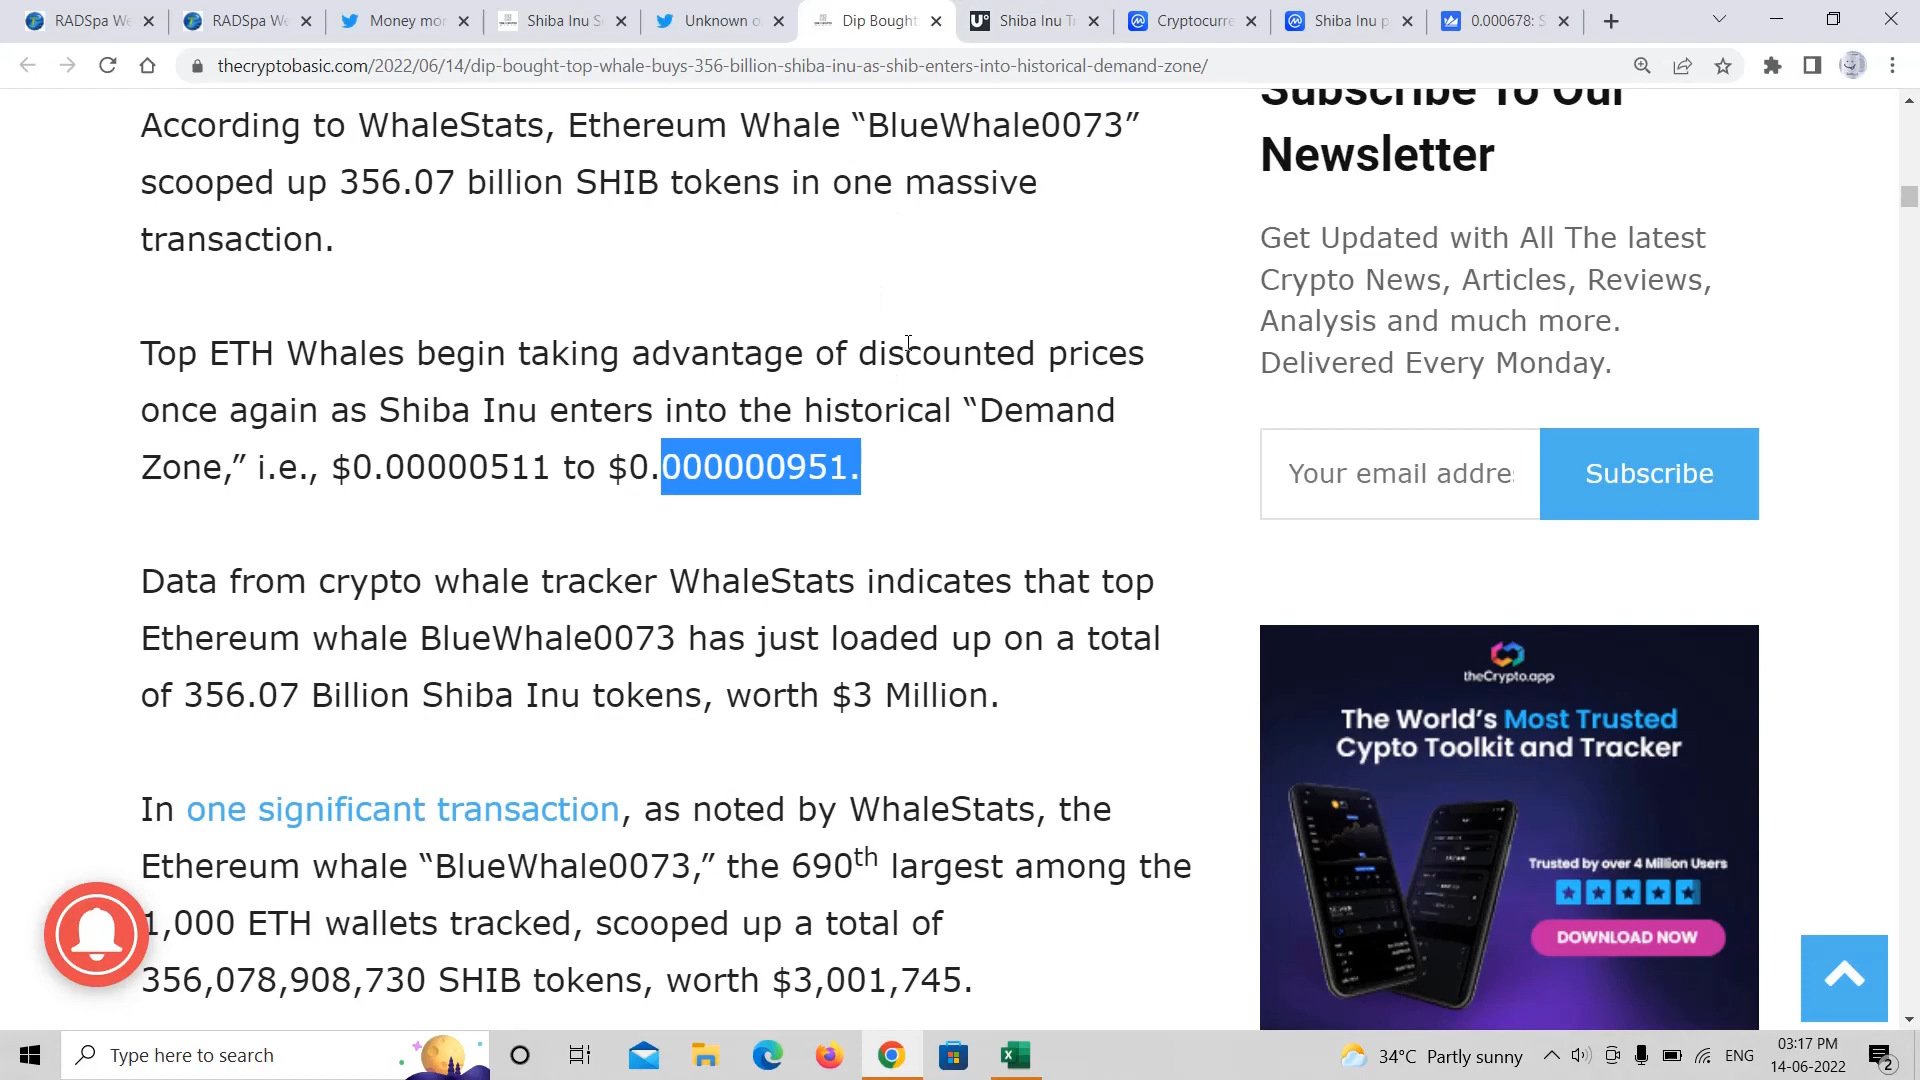 RADSpa We
RADSpa We
Money mo
Shiba Inu S
Unknown o
Dip Bought
Shiba Inu T
Cryptocurre
Shiba Inu p
0.000678: S
thecryptobasic.com/2022/06/14/dip-bought-top-whale-buys-356-billion-shiba-inu-as-shib-enters-into-historical-demand-zone/
According to WhaleStats, Ethereum Whale “BlueWhale0073”
scooped up 356.07 billion SHIB tokens in one massive
transaction.
Top ETH Whales begin taking advantage of discounted prices
once again as Shiba Inu enters into the historical “Demand
Zone,” i.e., $0.00000511 to $0.000000951.
Data from crypto whale tracker WhaleStats indicates that top
Ethereum whale BlueWhale0073 has just loaded up on a total
of 356.07 Billion Shiba Inu tokens, worth $3 Million.
In one significant transaction, as noted by WhaleStats, the
Ethereum whale “BlueWhale0073,” the 690th largest among the
1,000 ETH wallets tracked, scooped up a total of
356,078,908,730 SHIB tokens, worth $3,001,745.
Subscribe To Our
Newsletter
Get Updated with All The latest
Crypto News, Articles, Reviews,
Analysis and much more.
Delivered Every Monday.
Your email addre
Subscribe
theCrypto.app
The World's Most Trusted
Cypto Toolkit and Tracker
Trusted by over 4 Million Users
DOWNLOAD NOW
Type here to search
34°C Partly sunny
ENG
03:17 PM
14-06-2022
2